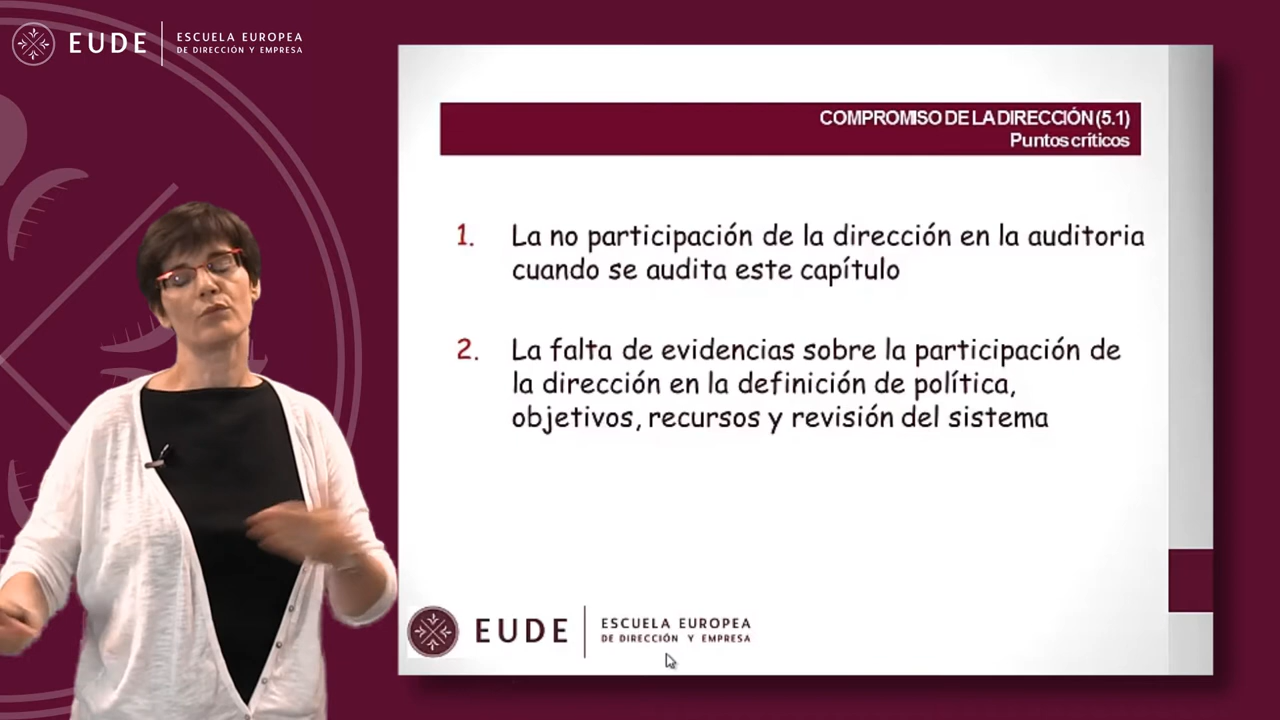 EUDE
ESCUELA EUROPEA
DE DIRECCIÓN Y EMPRESA
COMPROMISO DE LA DIRECCIÓN (5.1)
Puntos críticos
1. La no participación de la dirección en la auditoria
cuando se audita este capítulo
2. La falta de evidencias sobre la participación de
la dirección en la definición de política,
objetivos, recursos y revisión del sistema
EUDE
ESCUELA EUROPEA
DE DIRECCIÓN Y EMPRESA